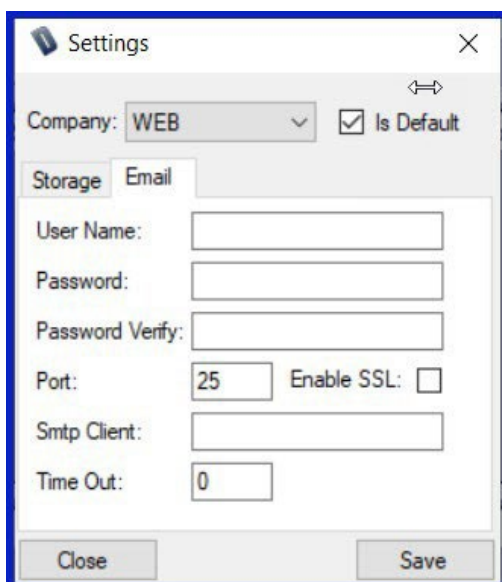 Settings
Company: WEB Is Default
Storage Email
User Name:
Password:
Password Verify:
Port: 25 Enable SSL:
Smtp Client:
Time Out: 0
Close Save